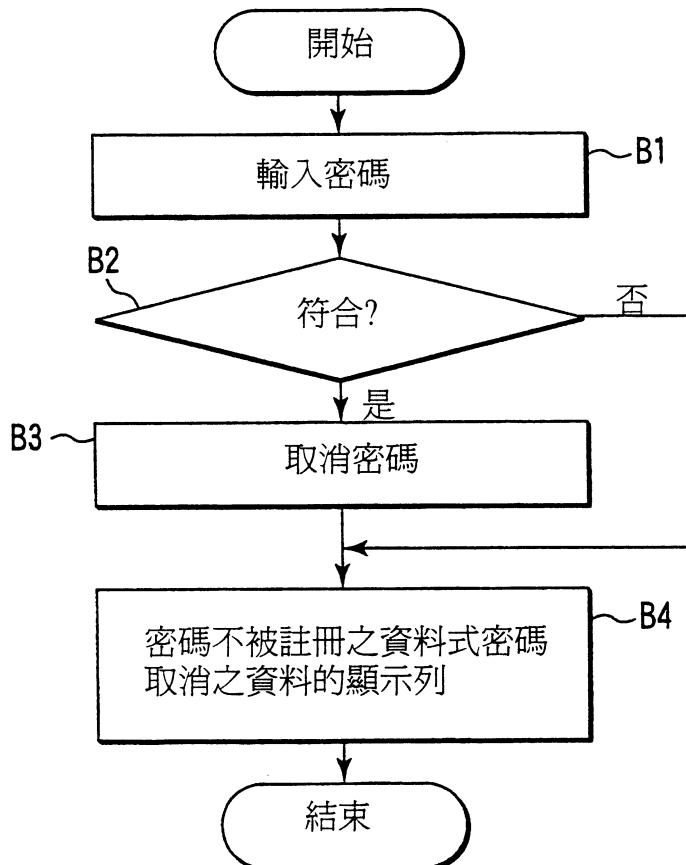 開始
輸入密碼
B1
B2
符合?
否
是
B3
取消密碼
密碼不被註冊之資料式密碼
取消之資料的顯示列
B4
結束